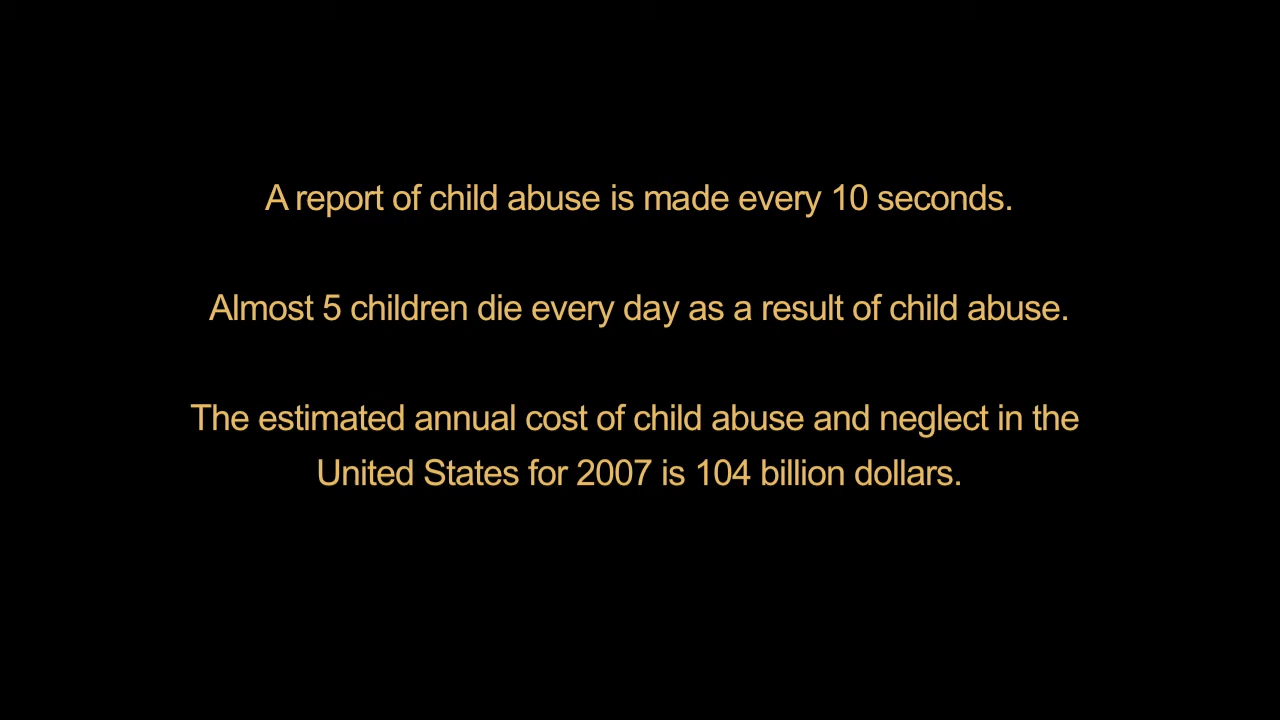 A report of child abuse is made every 10 seconds.
Almost 5 children die every day as a result of child abuse.
The estimated annual cost of child abuse and neglect in the
United States for 2007 is 104 billion dollars.